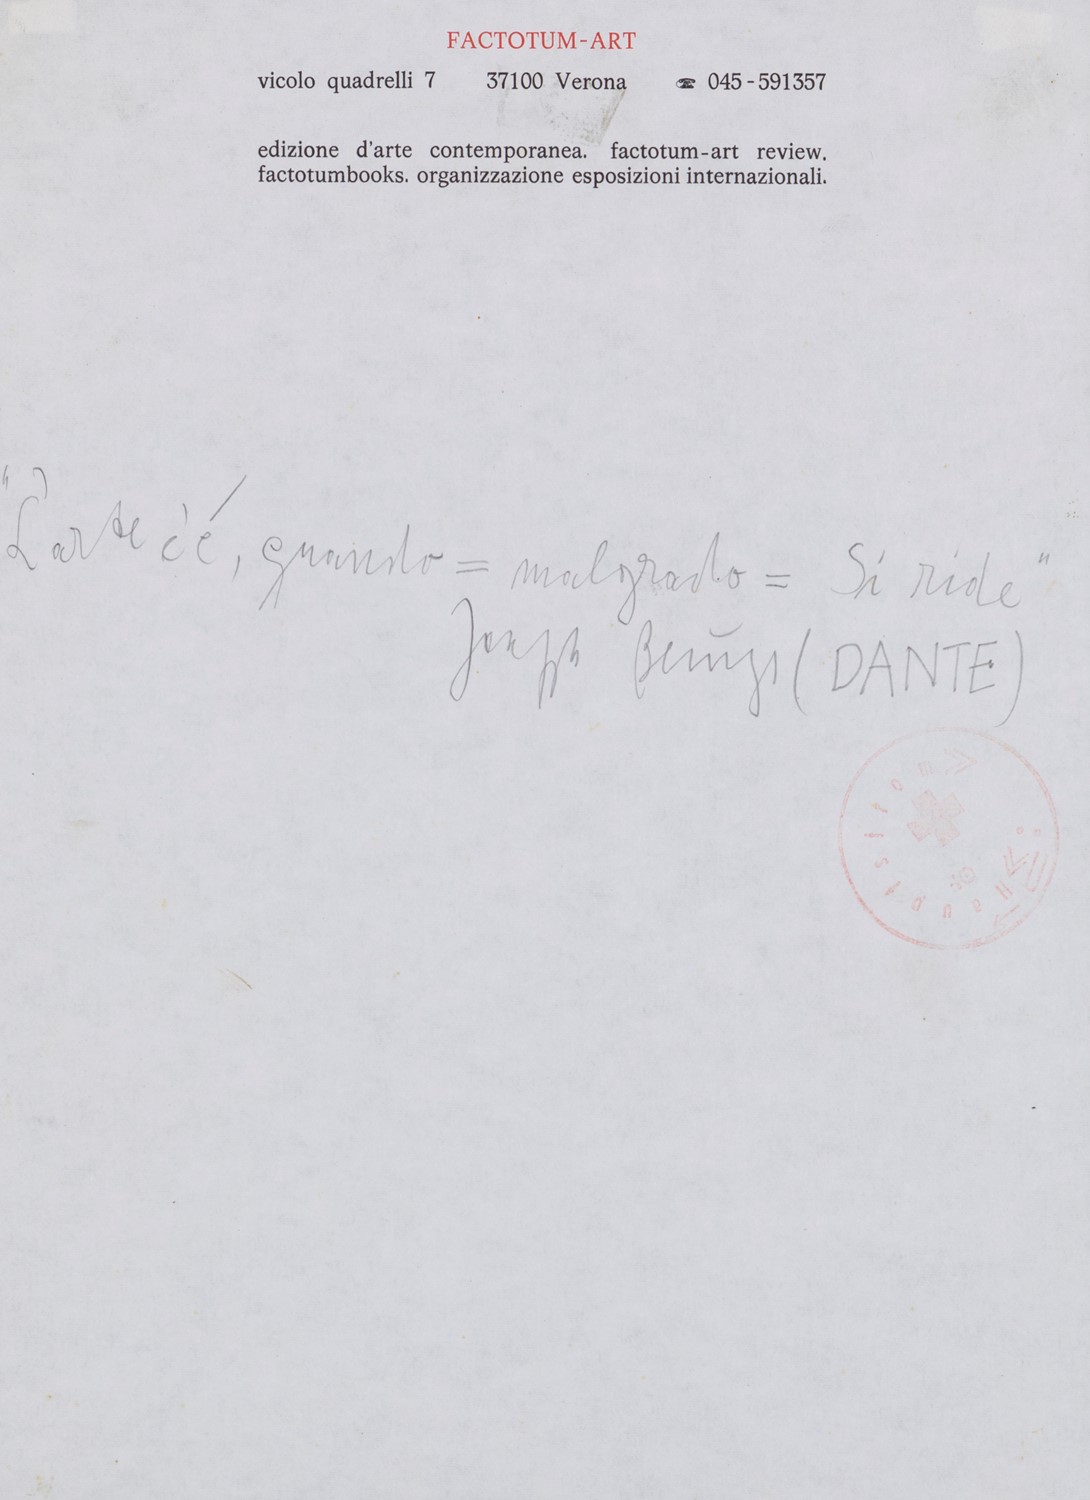 FACTOTUM-ART
vicolo quadrelli 7 37100 Verona ☎ 045-591357
edizione d'arte contemporanea. factotum-art review.
factotumbooks. organizzazione esposizioni internazionali.
"L'arte c'é, quando = malgrado = Si ride"
Joseph Beuys (DANTE)
Hauptstrom